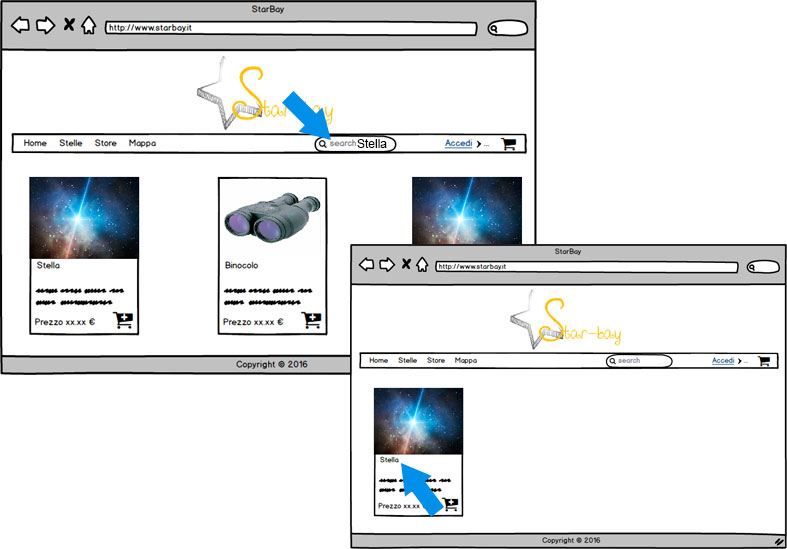 StarBay
http://www.starbay.it
Star-bay
Home Stelle Store Mappa search Stella Accedi > ...
Stella
Prezzo xx.xx €
Binocolo
Prezzo xx.xx €
Copyright © 2016
StarBay
http://www.starbay.it
Star-bay
Home Stelle Store Mappa search Accedi > ...
Stella
Prezzo xx.xx €
Copyright © 2016